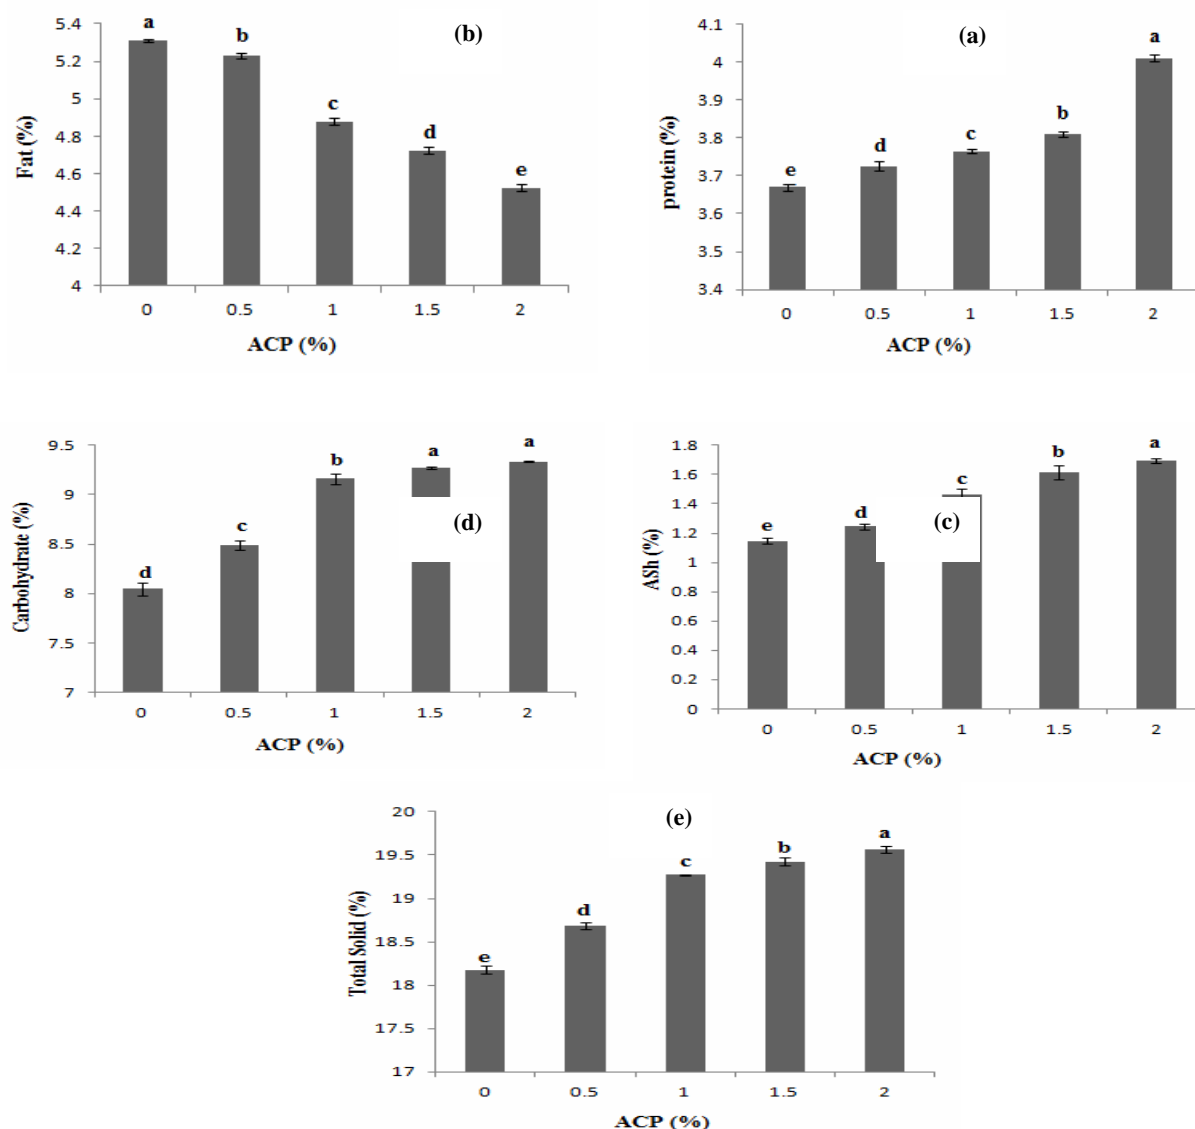 (b)
5.4
5.2
5
4.8
4.6
4.4
4.2
4
Fat (%)
a
b
c
d
e
0 0.5 1 1.5 2
ACP (%)
(a)
4.1
4
3.9
3.8
3.7
3.6
3.5
3.4
protein (%)
e
d
c
b
a
0 0.5 1 1.5 2
ACP (%)
(d)
9.5
9
8.5
8
7.5
7
Carbohydrate (%)
d
c
b
a
a
0 0.5 1 1.5 2
ACP (%)
(c)
1.8
1.6
1.4
1.2
1
0.8
0.6
0.4
0.2
0
ASh (%)
e
d
c
b
a
0 0.5 1 1.5 2
ACP (%)
(e)
20
19.5
19
18.5
18
17.5
17
Total Solid (%)
e
d
c
b
a
0 0.5 1 1.5 2
ACP (%)